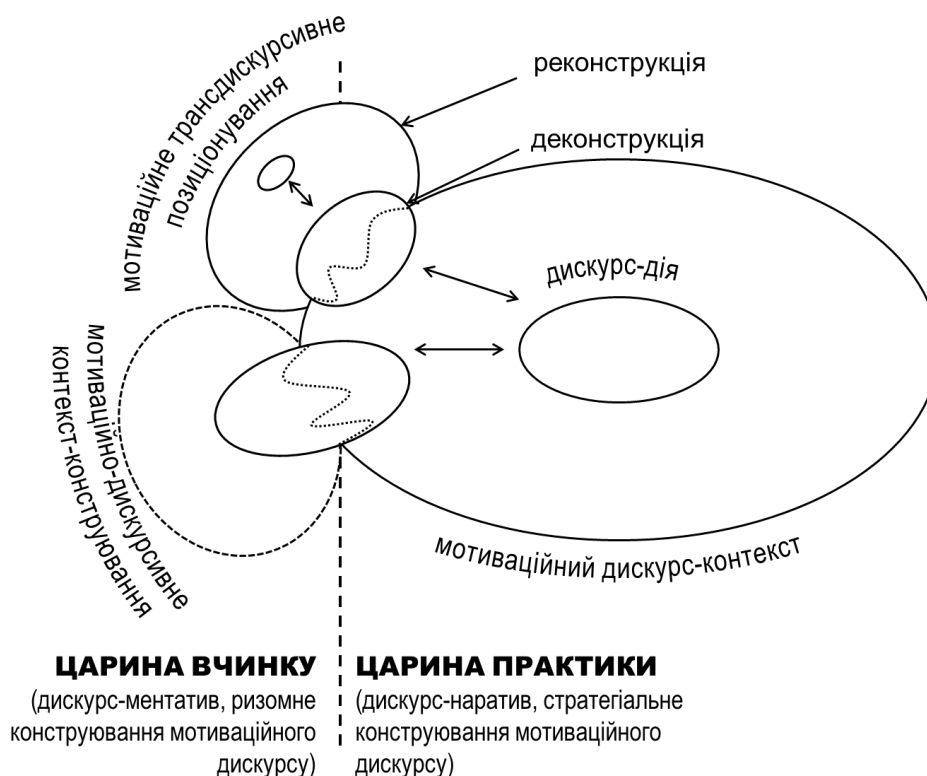 мотиваційне трансдискурсивне
позиціонування
реконструкція
деконструкція
дискурс-дія
мотиваційно-дискурсивне
контекст-конструювання
мотиваційний дискурс-контекст
ЦАРИНА ВЧИНКУ
(дискурс-ментатив, ризомне
конструювання мотиваційного
дискурсу)
ЦАРИНА ПРАКТИКИ
(дискурс-наратив, стратегіальне
конструювання мотиваційного
дискурсу)